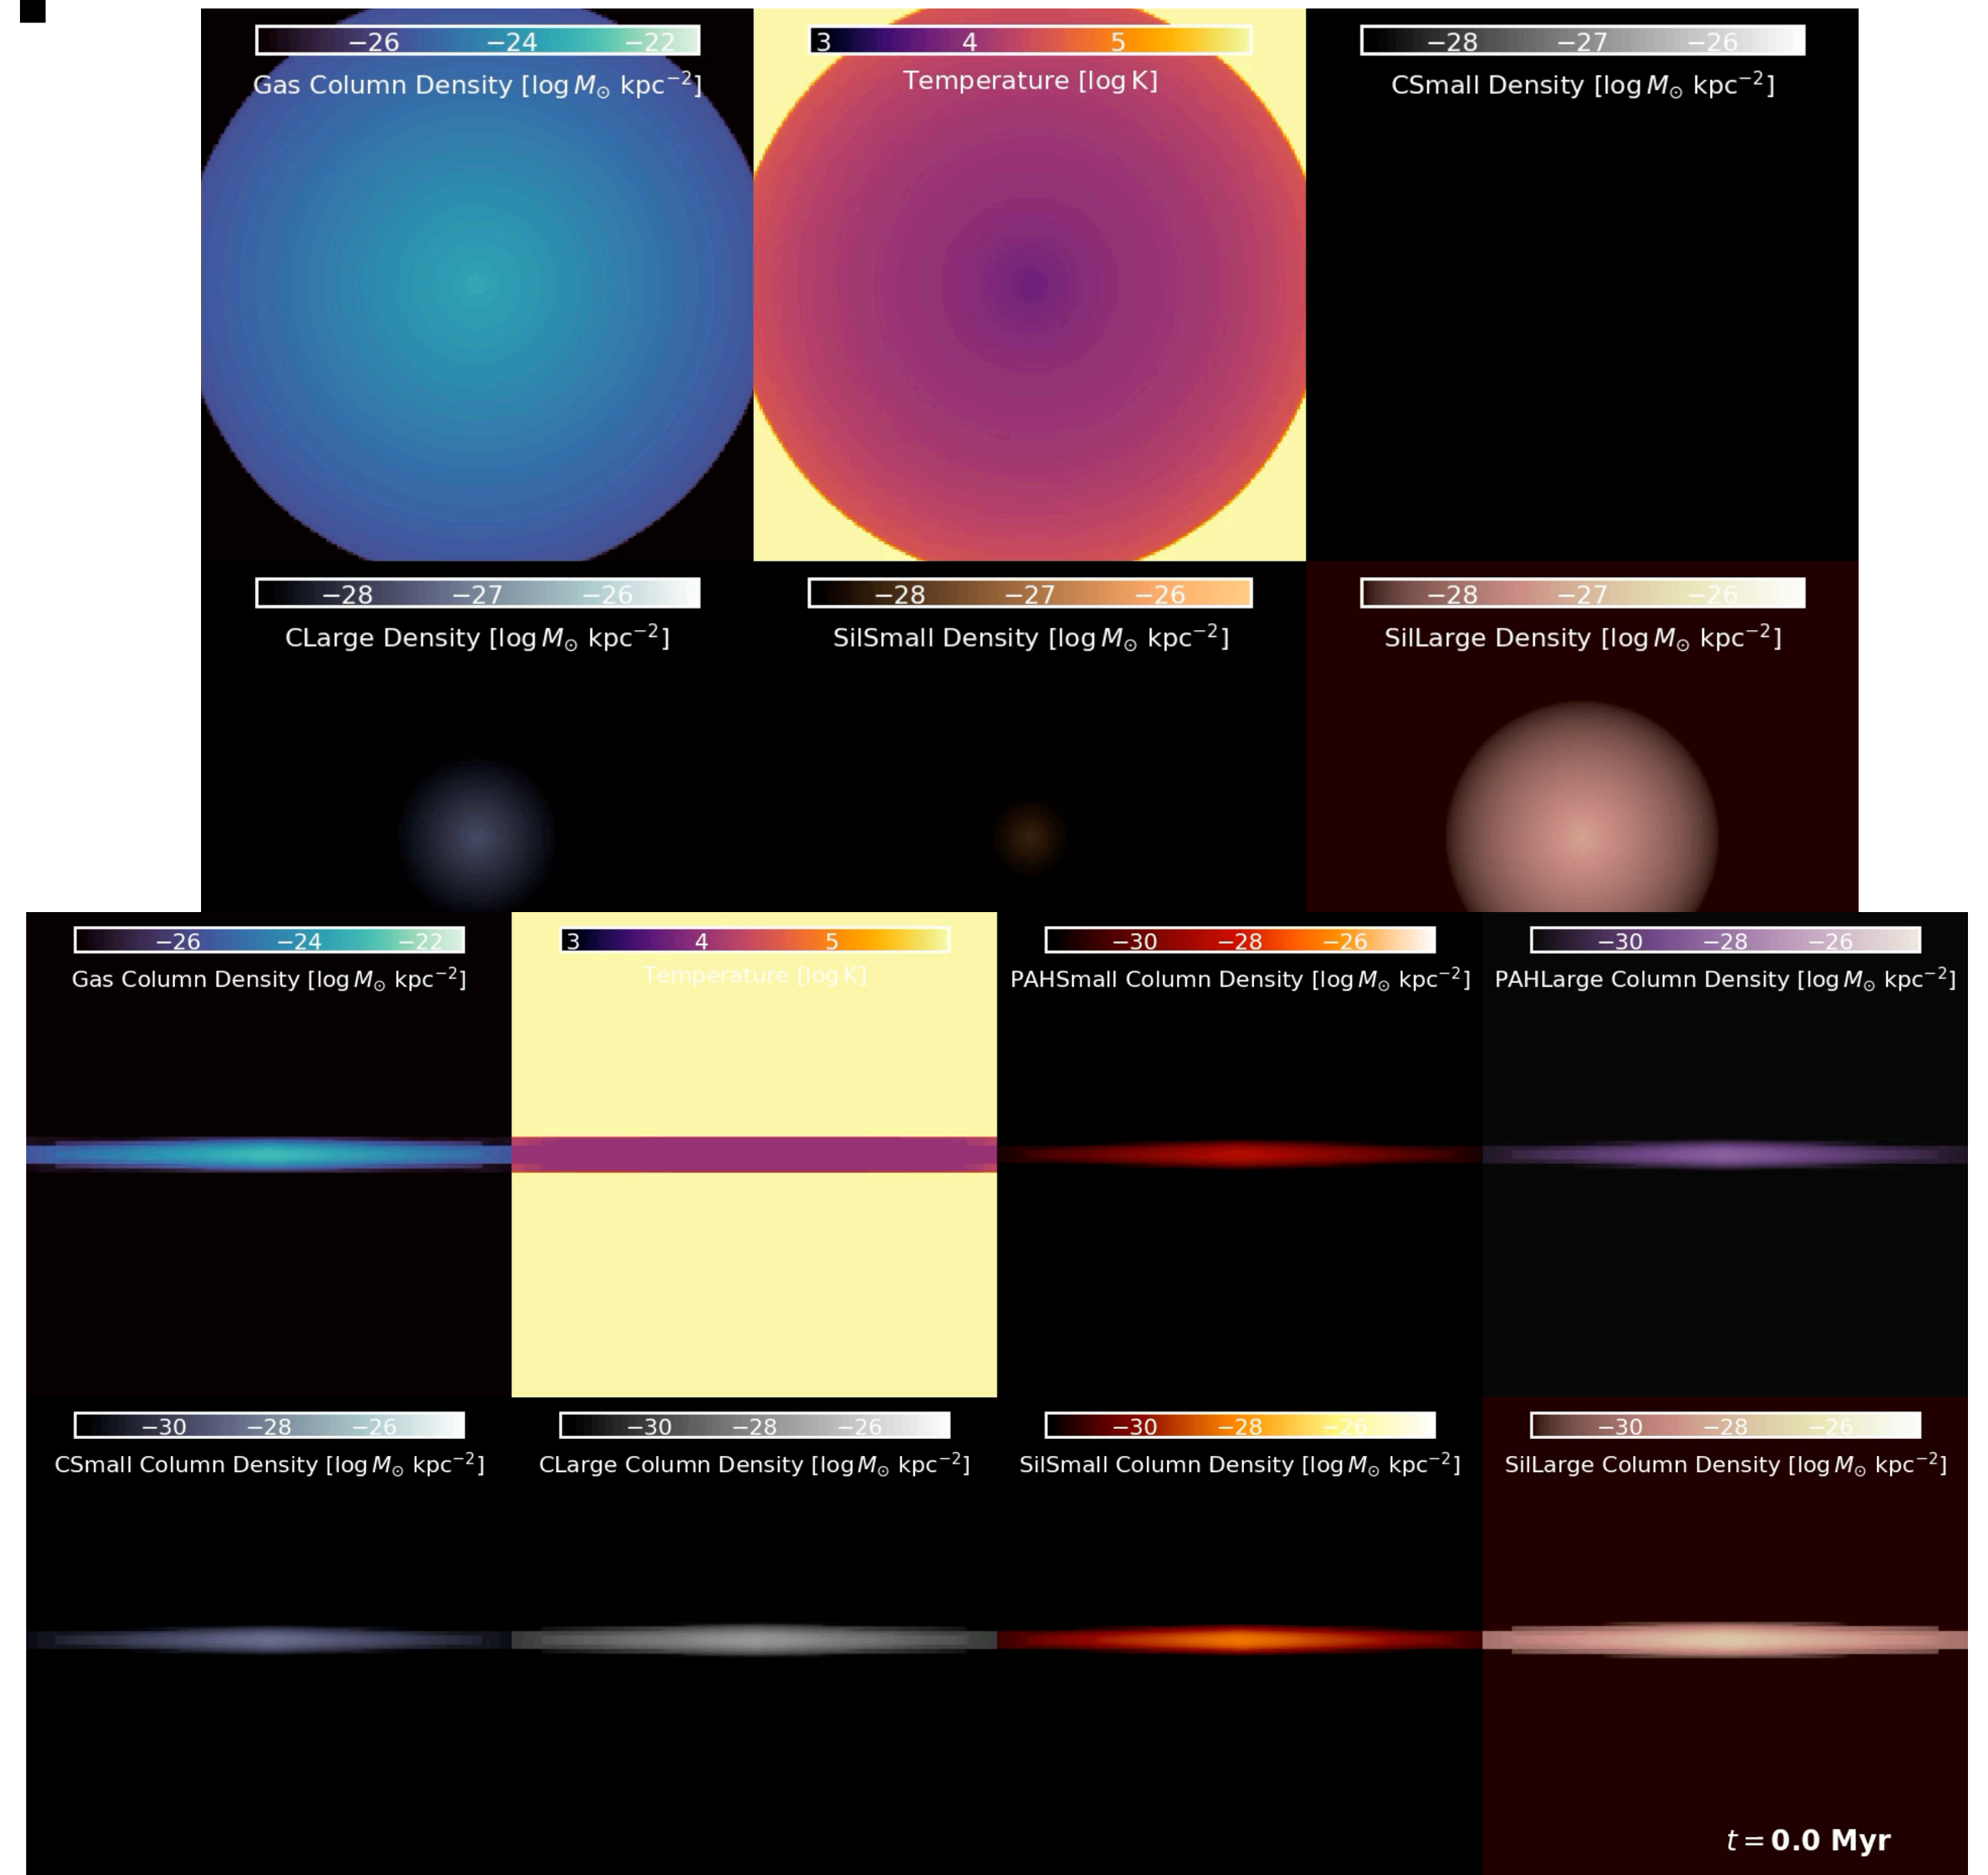 −26 −24 −22
Gas Column Density [log M⊙ kpc⁻²]
3 4 5
Temperature [log K]
−28 −27 −26
CSmall Density [log M⊙ kpc⁻²]
−28 −27 −26
CLarge Density [log M⊙ kpc⁻²]
−28 −27 −26
SilSmall Density [log M⊙ kpc⁻²]
−28 −27 −26
SilLarge Density [log M⊙ kpc⁻²]
−26 −24 −22
Gas Column Density [log M⊙ kpc⁻²]
3 4 5
Temperature [log K]
−30 −28 −26
PAHSmall Column Density [log M⊙ kpc⁻²]
−30 −28 −26
PAHLarge Column Density [log M⊙ kpc⁻²]
−30 −28 −26
CSmall Column Density [log M⊙ kpc⁻²]
−30 −28 −26
CLarge Column Density [log M⊙ kpc⁻²]
−30 −28 −26
SilSmall Column Density [log M⊙ kpc⁻²]
−30 −28 −26
SilLarge Column Density [log M⊙ kpc⁻²]
t = 0.0 Myr